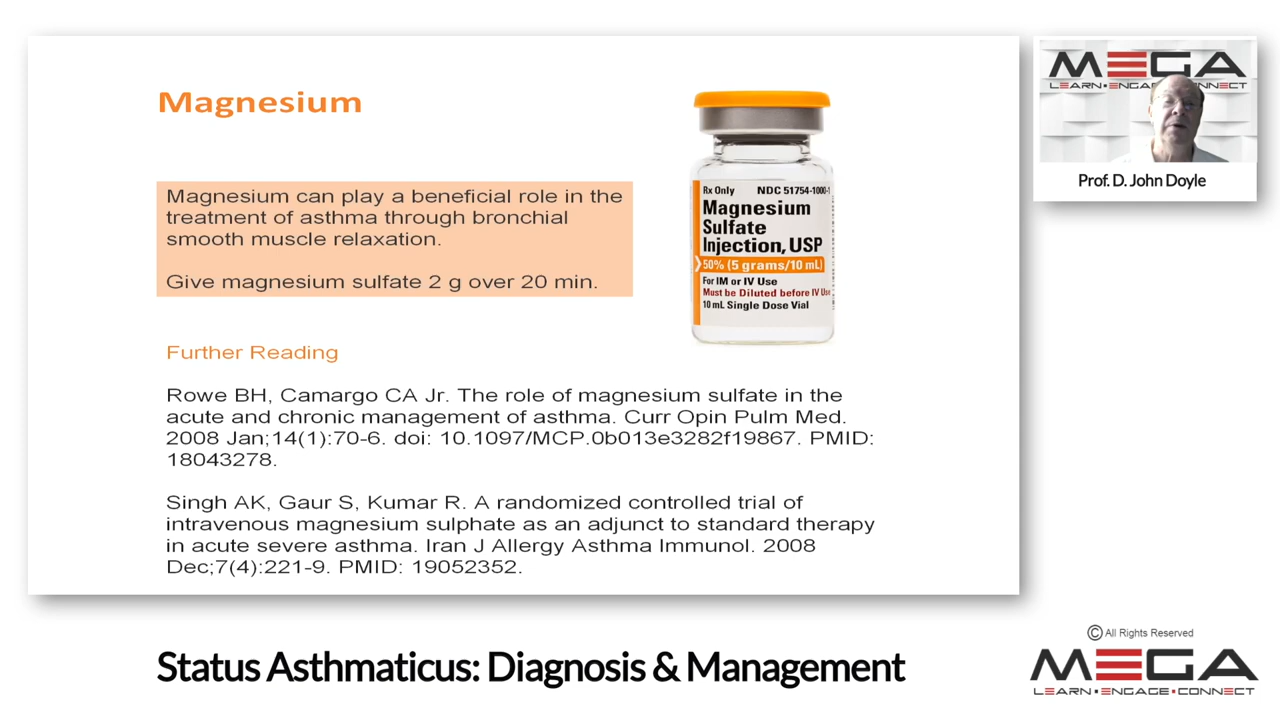 Magnesium
Magnesium can play a beneficial role in the
treatment of asthma through bronchial
smooth muscle relaxation.
Give magnesium sulfate 2 g over 20 min.
Rx Only NDC 51754-1000-1
Magnesium
Sulfate
Injection, USP
50% (5 grams/10 mL)
For IM or IV Use
Must be Diluted before IV Use
10 mL Single Dose Vial
Further Reading
Rowe BH, Camargo CA Jr. The role of magnesium sulfate in the
acute and chronic management of asthma. Curr Opin Pulm Med.
2008 Jan;14(1):70-6. doi: 10.1097/MCP.0b013e3282f19867. PMID:
18043278.
Singh AK, Gaur S, Kumar R. A randomized controlled trial of
intravenous magnesium sulphate as an adjunct to standard therapy
in acute severe asthma. Iran J Allergy Asthma Immunol. 2008
Dec;7(4):221-9. PMID: 19052352.
MEGA
LEARN•ENGAGE•CONNECT
Prof. D. John Doyle
Status Asthmaticus: Diagnosis & Management
© All Rights Reserved
MEGA
LEARN•ENGAGE•CONNECT